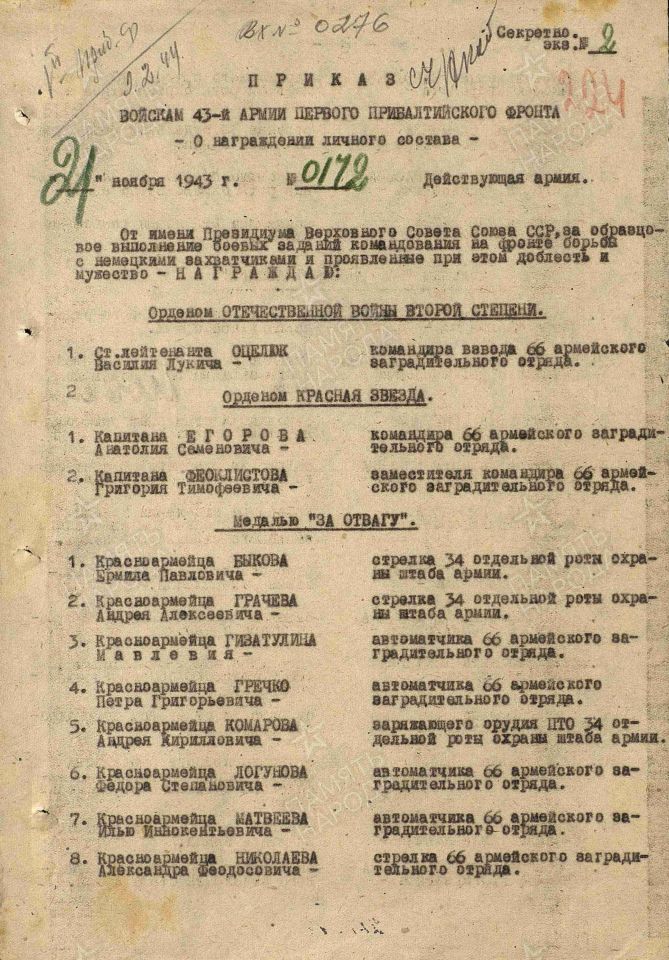 Вх № 0276
Секретно.
экз.№ 2
9.2.44
ПРИКАЗ
224
ВОЙСКАМ 43-й АРМИИ ПЕРВОГО ПРИБАЛТИЙСКОГО ФРОНТА
- О награждении личного состава -
21" ноября 1943 г. № 0172 Действующая армия.
От имени Президиума Верховного Совета Союза ССР,за образцо-
вое выполнение боевых заданий командования на фронте борьбы
с немецкими захватчиками и проявленные при этом доблесть и
мужество - НАГРАЖДАЮ:
Орденом ОТЕЧЕСТВЕННОЙ ВОЙНЫ ВТОРОЙ СТЕПЕНИ.
1. Ст.лейтенанта ОЦЕЛЮК командира взвода 66 армейского
Василия Лукича - заградительного отряда.
2
Орденом КРАСНАЯ ЗВЕЗДА.
1. Капитана ЕГОРОВА командира 66 армейского загради-
Анатолия Семеновича - тельного отряда.
2. Капитана ФЕОКЛИСТОВА заместителя командира 66 армей-
Григория Тимофеевича - ского заградительного отряда.
Медалью "ЗА ОТВАГУ".
1. Красноармейца БЫКОВА стрелка 34 отдельной роты охра-
Ермила Павловича - ны штаба армии.
2. Красноармейца ГРАЧЕВА стрелка 34 отдельной роты охра-
Андрея Алексеевича - ны штаба армии.
3. Красноармейца ГИЗАТУЛИНА автоматчика 66 армейского за-
Мавлевия - градительного отряда.
4. Красноармейца ГРЕЧКО автоматчика 66 армейского
Петра Григорьевича - заградительного отряда.
5. Красноармейца КОМАРОВА заряжающего орудия ПТО 34 от-
Андрея Кирилловича - дельной роты охраны штаба армии.
6. Красноармейца ЛОГУНОВА автоматчика 66 армейского за-
Федора Степановича - градительного отряда.
7. Красноармейца МАТВЕЕВА автоматчика 66 армейского за-
Илью Иннокентьевича - градительного отряда.
8. Красноармейца НИКОЛАЕВА стрелка 66 армейского загради-
Александра Феодосовича - тельного отряда.